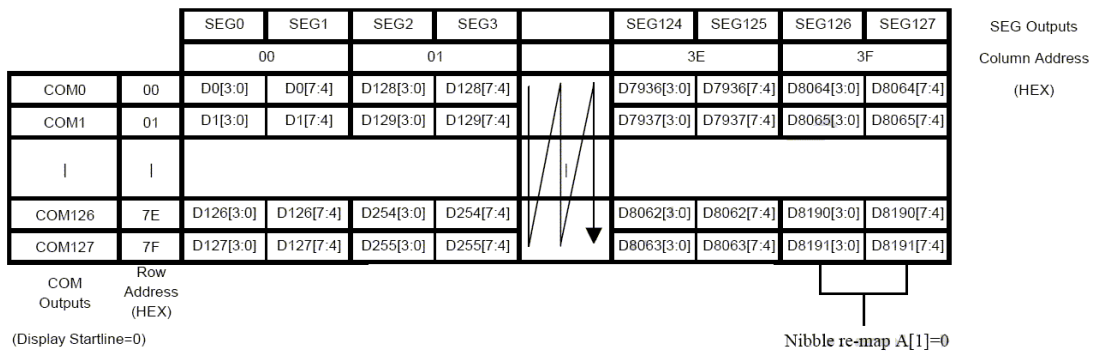 SEG0 SEG1 SEG2 SEG3 SEG124 SEG125 SEG126 SEG127 SEG Outputs
00 01 3E 3F Column Address
COM0 00 D0[3:0] D0[7:4] D128[3:0] D128[7:4] D7936[3:0] D7936[7:4] D8064[3:0] D8064[7:4] (HEX)
COM1 01 D1[3:0] D1[7:4] D129[3:0] D129[7:4] D7937[3:0] D7937[7:4] D8065[3:0] D8065[7:4]
| | |
COM126 7E D126[3:0] D126[7:4] D254[3:0] D254[7:4] D8062[3:0] D8062[7:4] D8190[3:0] D8190[7:4]
COM127 7F D127[3:0] D127[7:4] D255[3:0] D255[7:4] D8063[3:0] D8063[7:4] D8191[3:0] D8191[7:4]
COM
Outputs
Row
Address
(HEX)
(Display Startline=0)
Nibble re-map A[1]=0